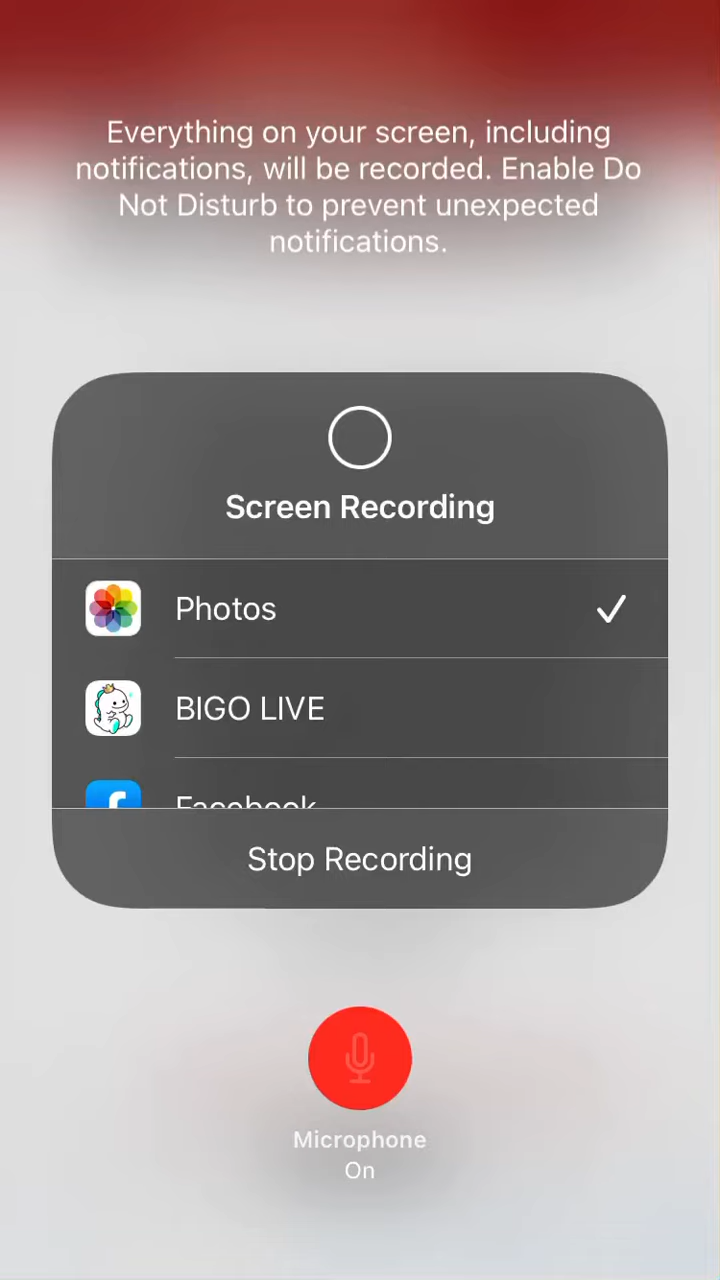 Everything on your screen, including
notifications, will be recorded. Enable Do
Not Disturb to prevent unexpected
notifications.
Screen Recording
Photos
BIGO LIVE
Facebook
Stop Recording
Microphone
On